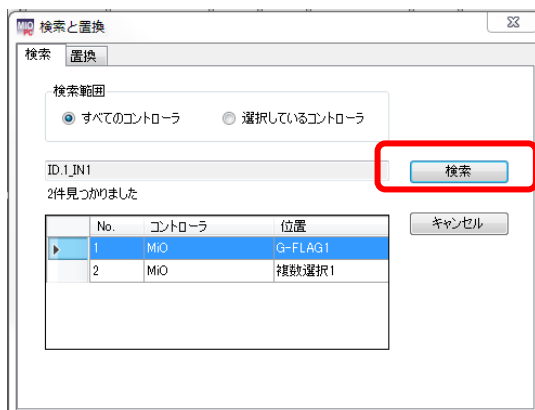 MiO PC 検索と置換
検索 置換
検索範囲
すべてのコントローラ 選択しているコントローラ
ID.1_IN1 検索
2件見つかりました
キャンセル
No. コントローラ 位置
1 MiO G-FLAG1
2 MiO 複数選択1